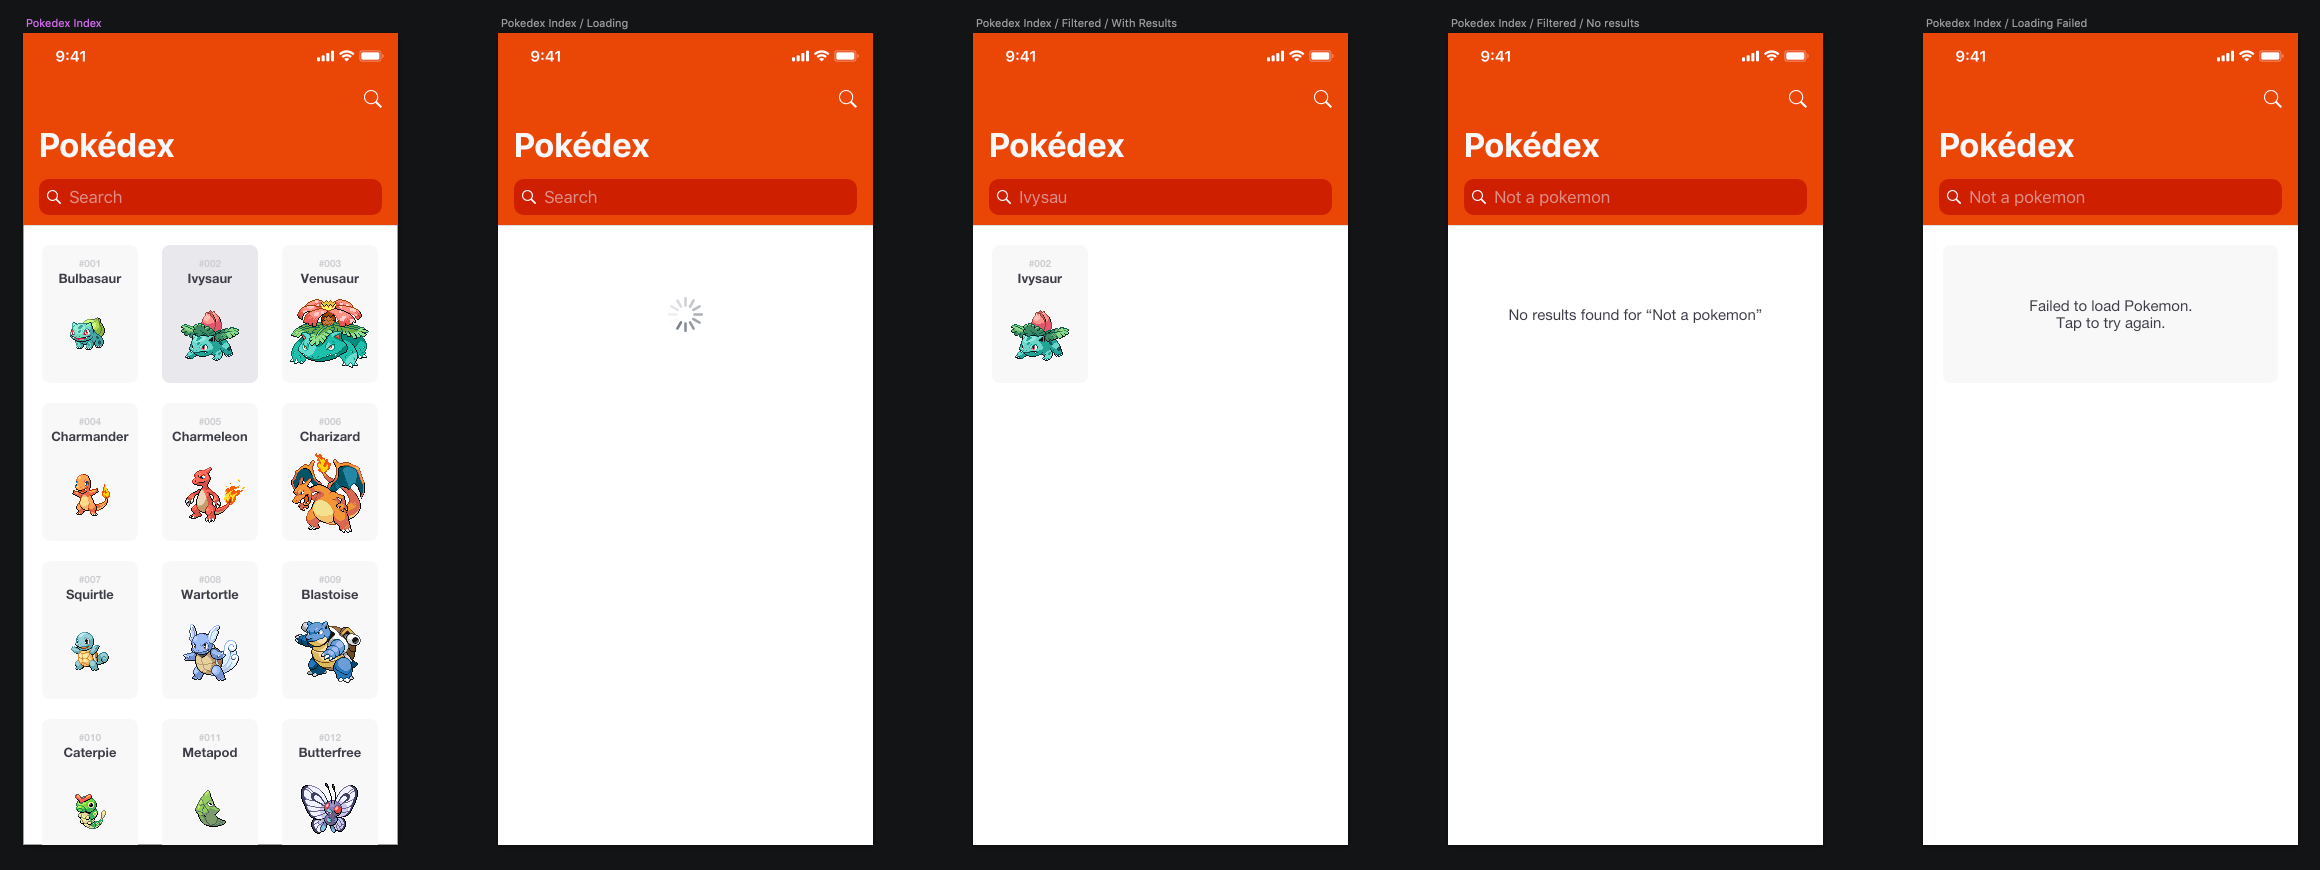 Pokedex Index
9:41
Pokédex
Search
#001
Bulbasaur
#002
Ivysaur
#003
Venusaur
#004
Charmander
#005
Charmeleon
#006
Charizard
#007
Squirtle
#008
Wartortle
#009
Blastoise
#010
Caterpie
#011
Metapod
#012
Butterfree
Pokedex Index / Loading
9:41
Pokédex
Search
Pokedex Index / Filtered / With Results
9:41
Pokédex
Ivysau
#002
Ivysaur
Pokedex Index / Filtered / No results
9:41
Pokédex
Not a pokemon
No results found for “Not a pokemon”
Pokedex Index / Loading Failed
9:41
Pokédex
Not a pokemon
Failed to load Pokemon.
Tap to try again.